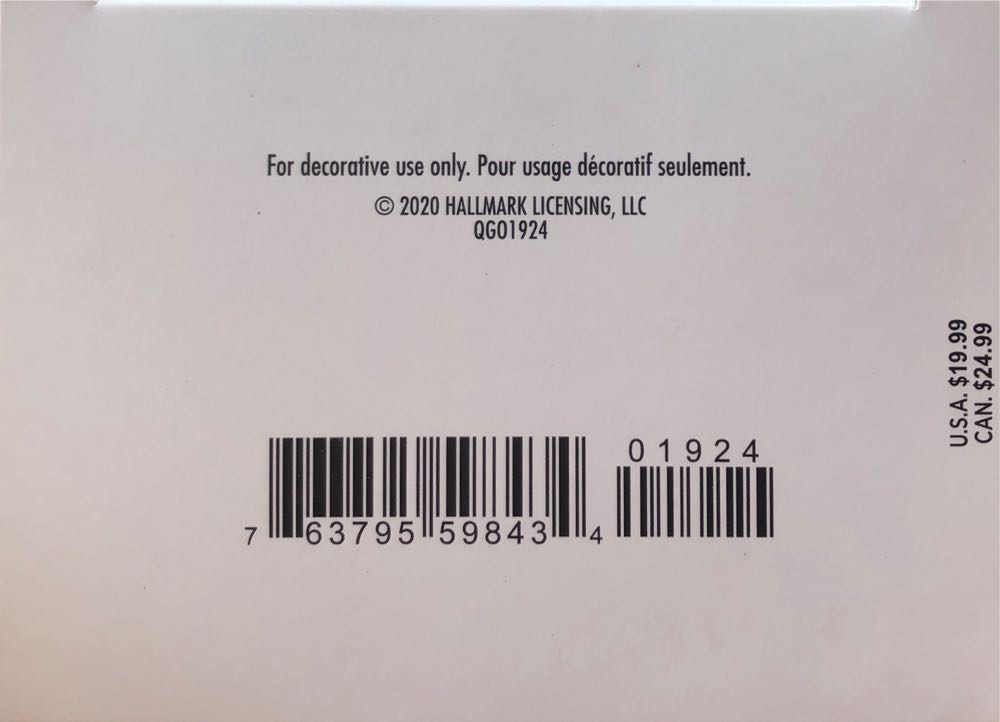 For decorative use only. Pour usage décoratif seulement.
© 2020 HALLMARK LICENSING, LLC
QGO1924
U.S.A. $19.99
CAN. $24.99
01924
7 63795 59843 4